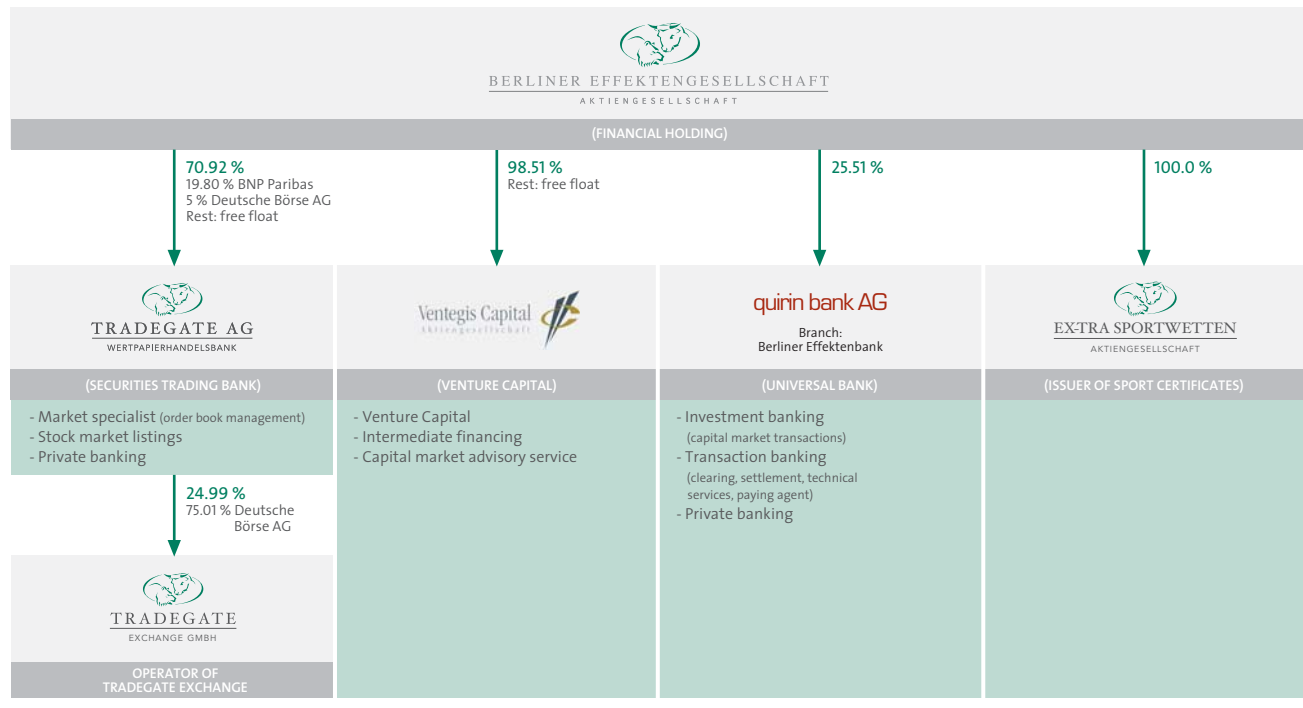 BERLINER EFFEKTENGESELLSCHAFT
AKTIENGESELLSCHAFT
(FINANCIAL HOLDING)
70.92 %
19.80 % BNP Paribas
5 % Deutsche Börse AG
Rest: free float
98.51 %
Rest: free float
25.51 %
100.0 %
TRADEGATE AG
WERTPAPIERHANDELSBANK
(SECURITIES TRADING BANK)
- Market specialist (order book management)
- Stock market listings
- Private banking
24.99 %
75.01 % Deutsche
Börse AG
TRADEGATE
EXCHANGE GMBH
OPERATOR OF
TRADEGATE EXCHANGE
Ventegis Capital
Aktiengesellschaft
(VENTURE CAPITAL)
- Venture Capital
- Intermediate financing
- Capital market advisory service
quirin bank AG
Branch:
Berliner Effektenbank
(UNIVERSAL BANK)
- Investment banking
(capital market transactions)
- Transaction banking
(clearing, settlement, technical
services, paying agent)
- Private banking
EX-TRA SPORTWETTEN
AKTIENGESELLSCHAFT
(ISSUER OF SPORT CERTIFICATES)